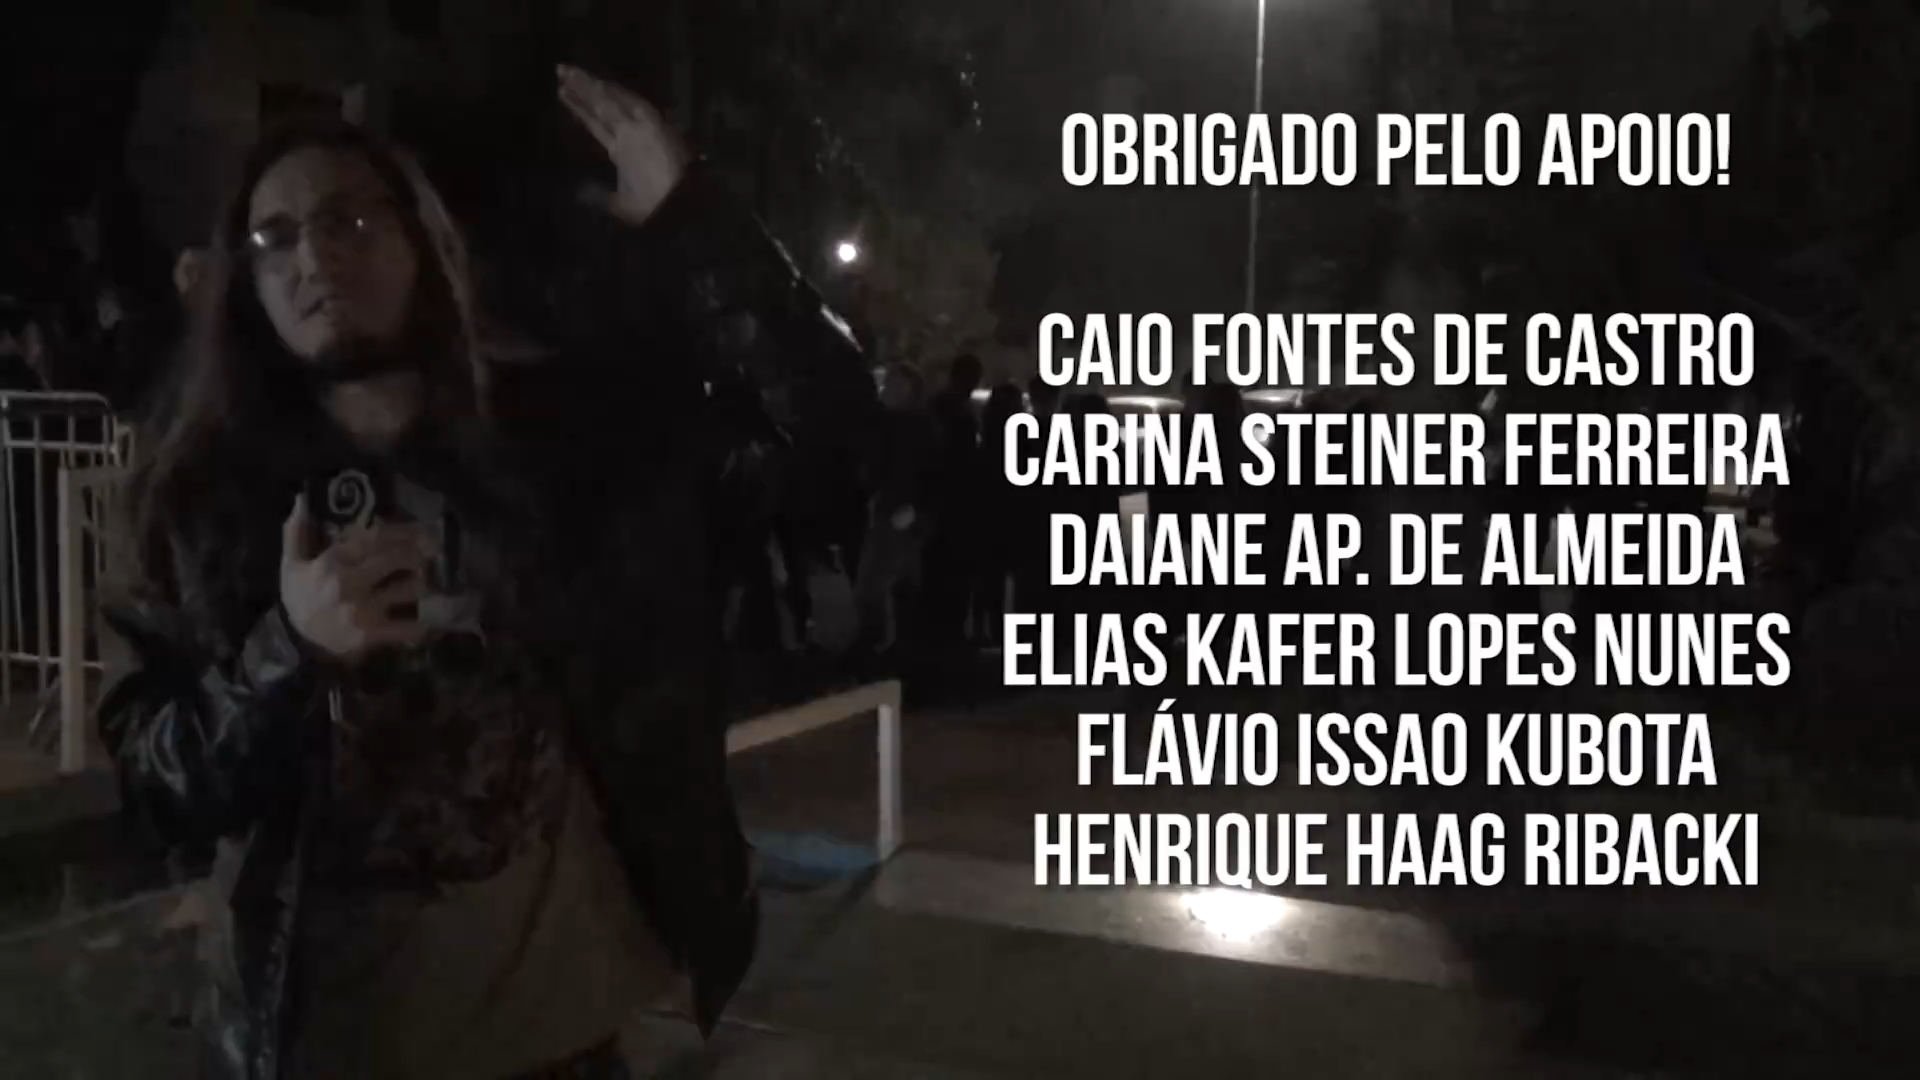 OBRIGADO PELO APOIO!
CAIO FONTES DE CASTRO
CARINA STEINER FERREIRA
DAIANE AP. DE ALMEIDA
ELIAS KAFER LOPES NUNES
FLÁVIO ISSAO KUBOTA
HENRIQUE HAAG RIBACKI